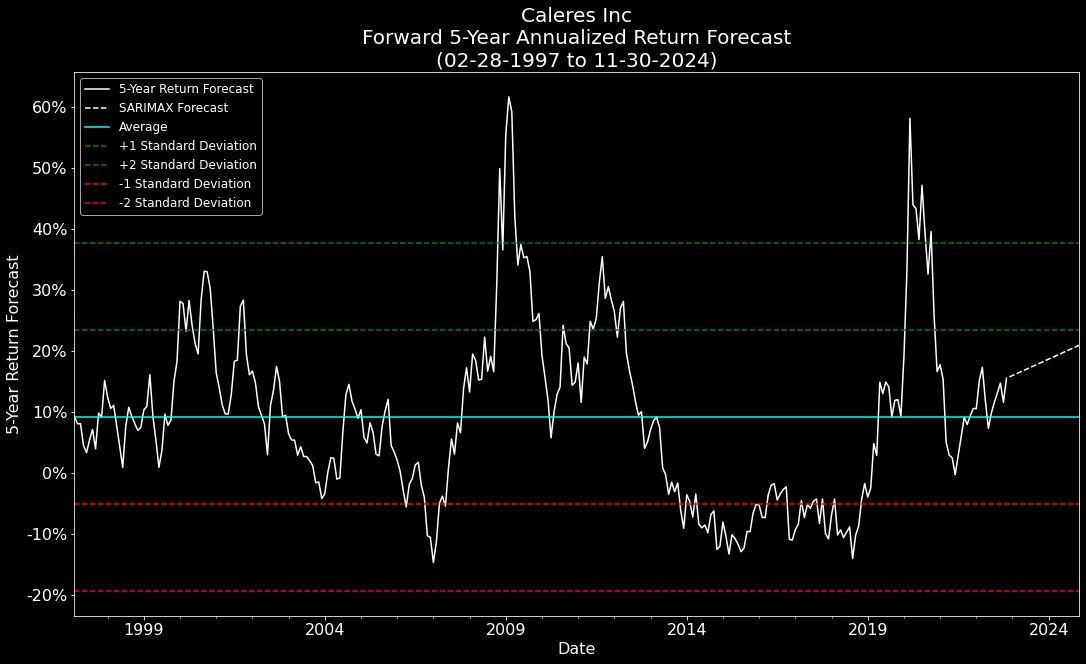 Caleres Inc
Forward 5-Year Annualized Return Forecast
(02-28-1997 to 11-30-2024)
5-Year Return Forecast
SARIMAX Forecast
Average
+1 Standard Deviation
+2 Standard Deviation
-1 Standard Deviation
-2 Standard Deviation
5-Year Return Forecast
60%
50%
40%
30%
20%
10%
0%
-10%
-20%
1999 2004 2009 2014 2019 2024
Date